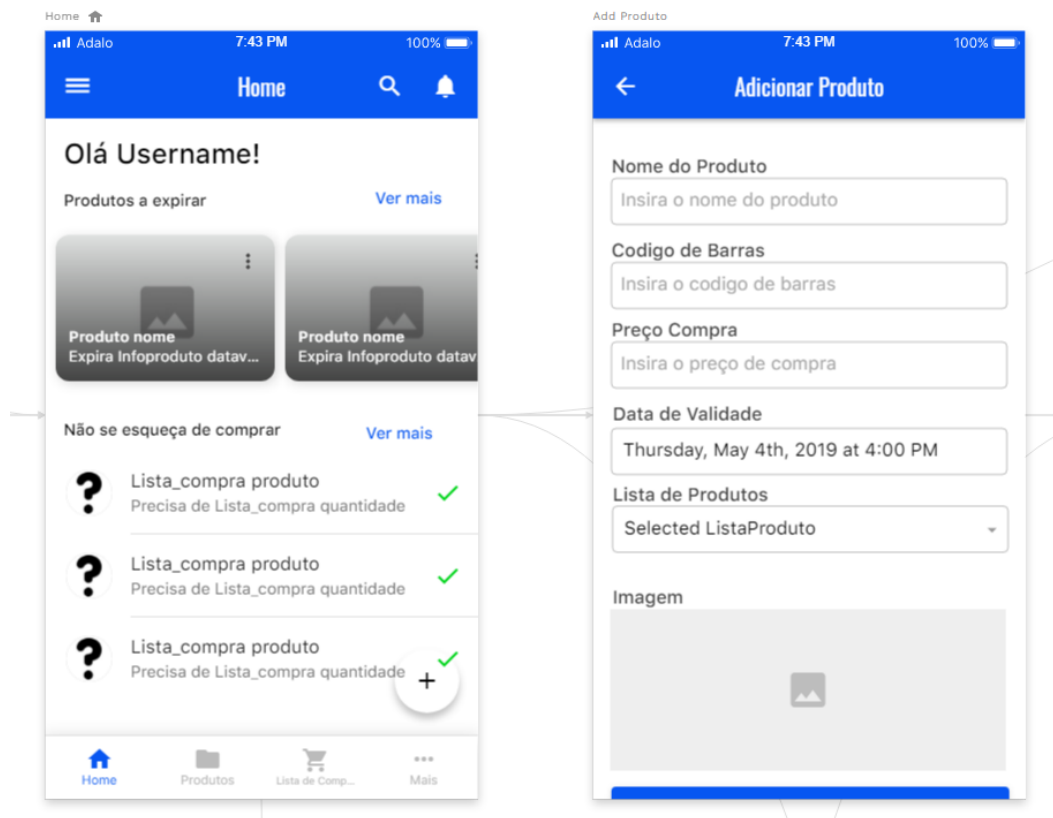 Home
Adalo 7:43 PM 100%
Home
Olá Username!
Produtos a expirar Ver mais
Produto nome
Expira Infoproduto datav...
Produto nome
Expira Infoproduto datav
Não se esqueça de comprar Ver mais
Lista_compra produto
Precisa de Lista_compra quantidade
Lista_compra produto
Precisa de Lista_compra quantidade
Lista_compra produto
Precisa de Lista_compra quantidade
+
Home Produtos Lista de Comp... Mais
Add Produto
Adalo 7:43 PM 100%
Adicionar Produto
Nome do Produto
Insira o nome do produto
Codigo de Barras
Insira o codigo de barras
Preço Compra
Insira o preço de compra
Data de Validade
Thursday, May 4th, 2019 at 4:00 PM
Lista de Produtos
Selected ListaProduto
Imagem